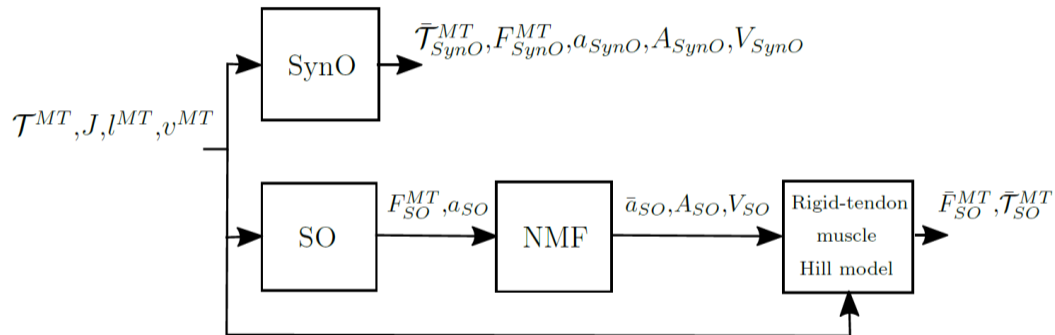 𝒯̄^{MT}_{SynO},F^{MT}_{SynO},a_{SynO},A_{SynO},V_{SynO}
SynO
𝒯^{MT},J,l^{MT},v^{MT}
F^{MT}_{SO},a_{SO}
SO
NMF
ā_{SO},A_{SO},V_{SO}
Rigid-tendon
muscle
Hill model
F̄^{MT}_{SO},𝒯̄^{MT}_{SO}